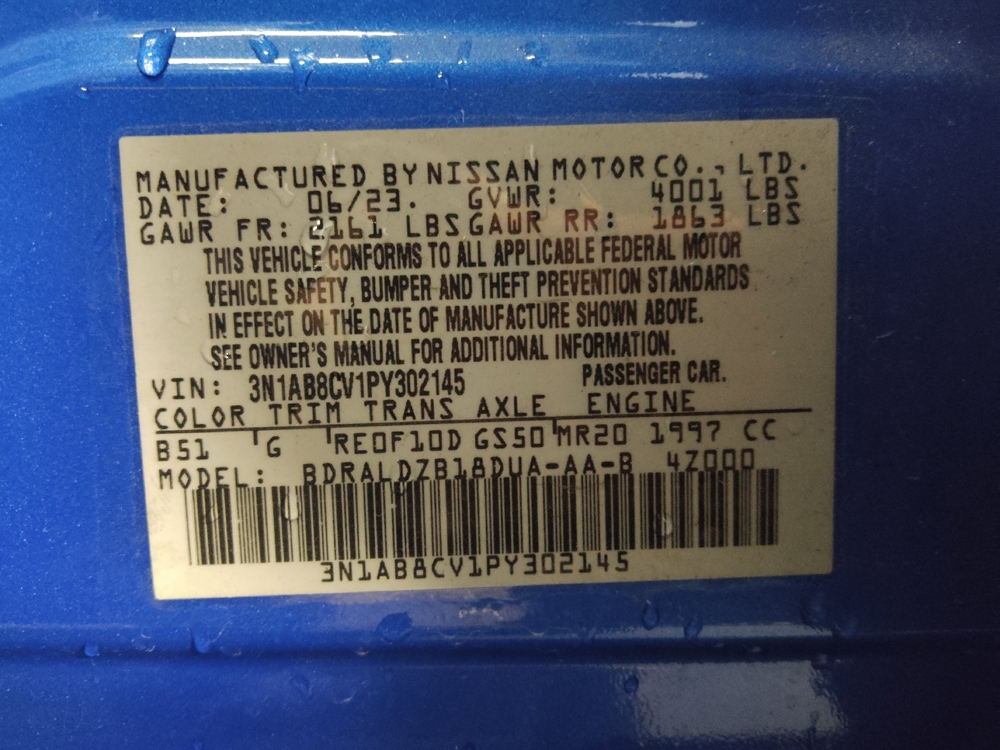 MANUFACTURED BY NISSAN MOTOR CO., LTD.
DATE: 06/23. GVWR: 4001 LBS
GAWR FR: 2161 LBS GAWR RR: 1863 LBS
THIS VEHICLE CONFORMS TO ALL APPLICABLE FEDERAL MOTOR
VEHICLE SAFETY, BUMPER AND THEFT PREVENTION STANDARDS
IN EFFECT ON THE DATE OF MANUFACTURE SHOWN ABOVE.
SEE OWNER'S MANUAL FOR ADDITIONAL INFORMATION.
VIN: 3N1AB8CV1PY302145 PASSENGER CAR.
COLOR TRIM TRANS AXLE ENGINE
B51 G RE0F10D GS50 MR20 1997 CC
MODEL: BDRALDZB18DUA-AA-B 4Z000
3N1AB8CV1PY302145